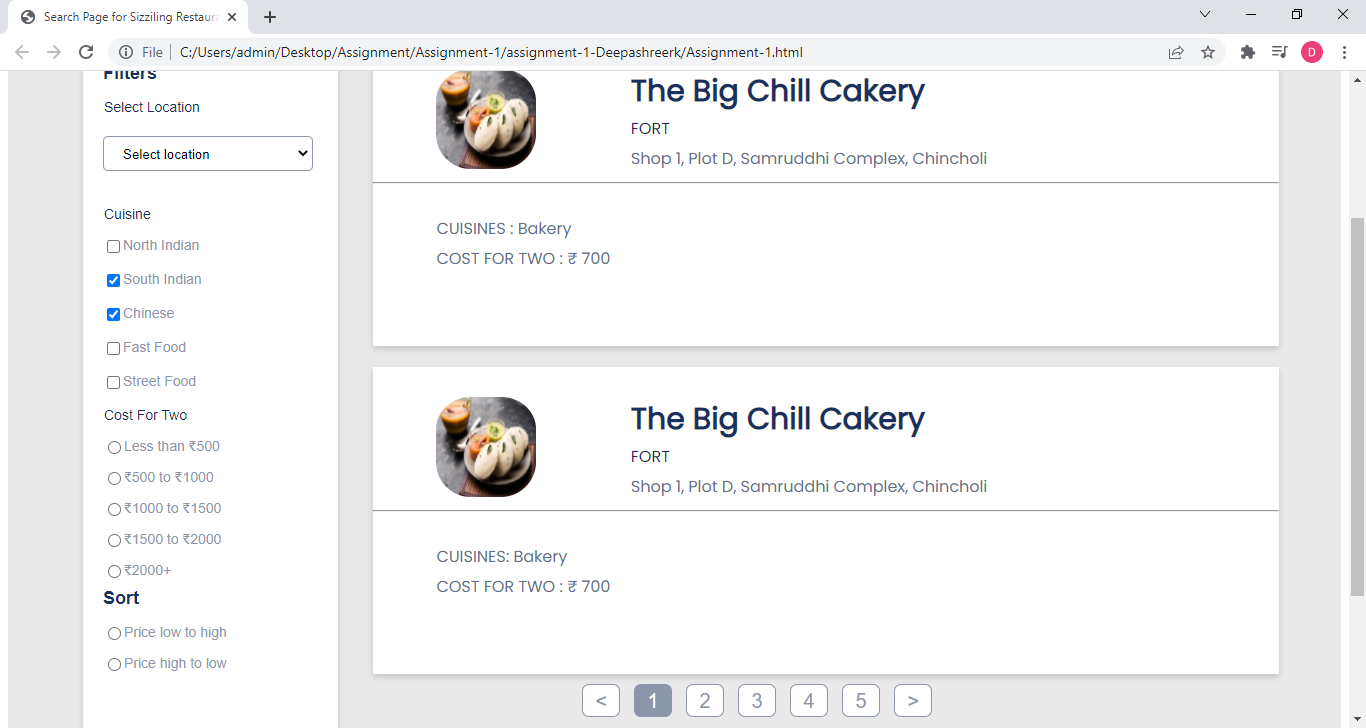 Search Page for Sizziling Restaura
File
C:/Users/admin/Desktop/Assignment/Assignment-1/assignment-1-Deepashreerk/Assignment-1.html
D
Filters
Select Location
Select location
Cuisine
North Indian
South Indian
Chinese
Fast Food
Street Food
Cost For Two
Less than ₹500
₹500 to ₹1000
₹1000 to ₹1500
₹1500 to ₹2000
₹2000+
Sort
Price low to high
Price high to low
The Big Chill Cakery
FORT
Shop 1, Plot D, Samruddhi Complex, Chincholi
CUISINES : Bakery
COST FOR TWO : ₹ 700
The Big Chill Cakery
FORT
Shop 1, Plot D, Samruddhi Complex, Chincholi
CUISINES: Bakery
COST FOR TWO : ₹ 700
< 1 2 3 4 5 >